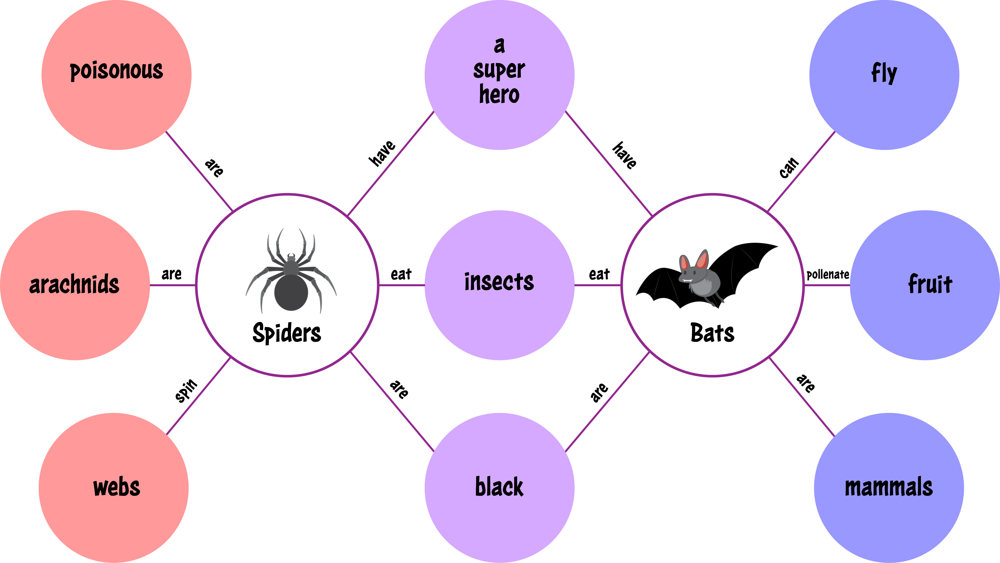 poisonous
a
super
hero
fly
are
have
have
can
arachnids
are
Spiders
eat
insects
eat
Bats
pollenate
fruit
spin
are
are
are
webs
black
mammals